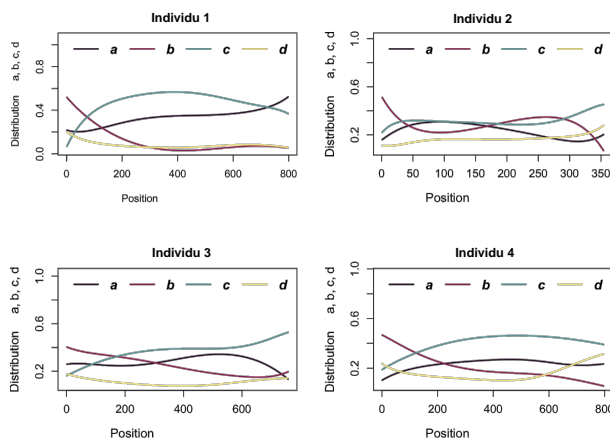 Individu 1
a b c d
Distribution a, b, c, d
0.0 0.4 0.8
0 200 400 600 800
Position
Individu 2
a b c d
Distribution a, b, c, d
0.2 0.6 1.0
0 50 100 150 200 250 300 350
Position
Individu 3
a b c d
Distribution a, b, c, d
0.2 0.6 1.0
0 200 400 600
Position
Individu 4
a b c d
Distribution a, b, c, d
0.2 0.6 1.0
0 200 400 600 800
Position